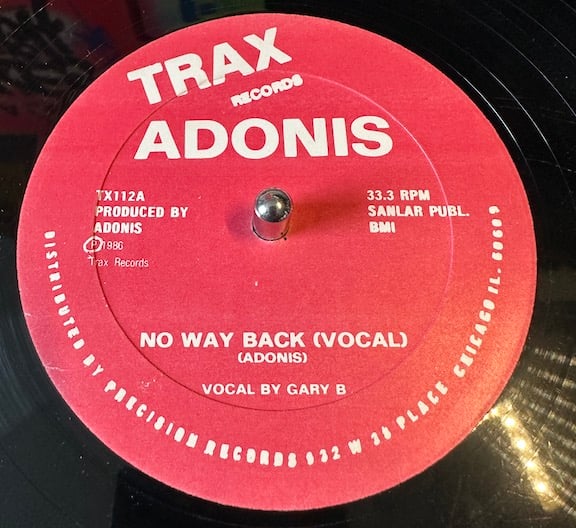 TRAX
RECORDS
ADONIS
TX112A
PRODUCED BY
ADONIS
Ⓟ 1986
Trax Records
33.3 RPM
SANLAR PUBL.
BMI
NO WAY BACK (VOCAL)
(ADONIS)
VOCAL BY GARY B
DISTRIBUTED BY PRECISION RECORDS 932 W 38 PLACE CHICAGO IL. 60609